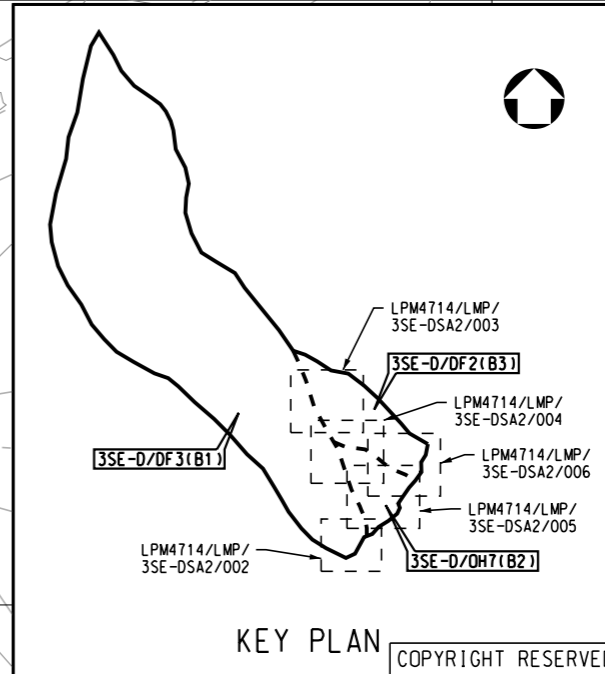 LPM4714/LMP/
3SE-DSA2/003
3SE-D/DF2(B3)
LPM4714/LMP/
3SE-DSA2/004
3SE-D/DF3(B1)
LPM4714/LMP/
3SE-DSA2/006
LPM4714/LMP/
3SE-DSA2/005
LPM4714/LMP/
3SE-DSA2/002
3SE-D/OH7(B2)
KEY PLAN
COPYRIGHT RESERVED